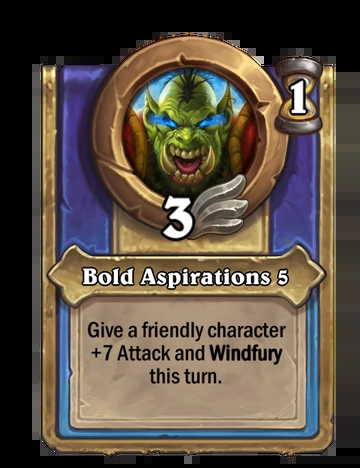 1
3
Bold Aspirations 5
Give a friendly character
+7 Attack and Windfury
this turn.